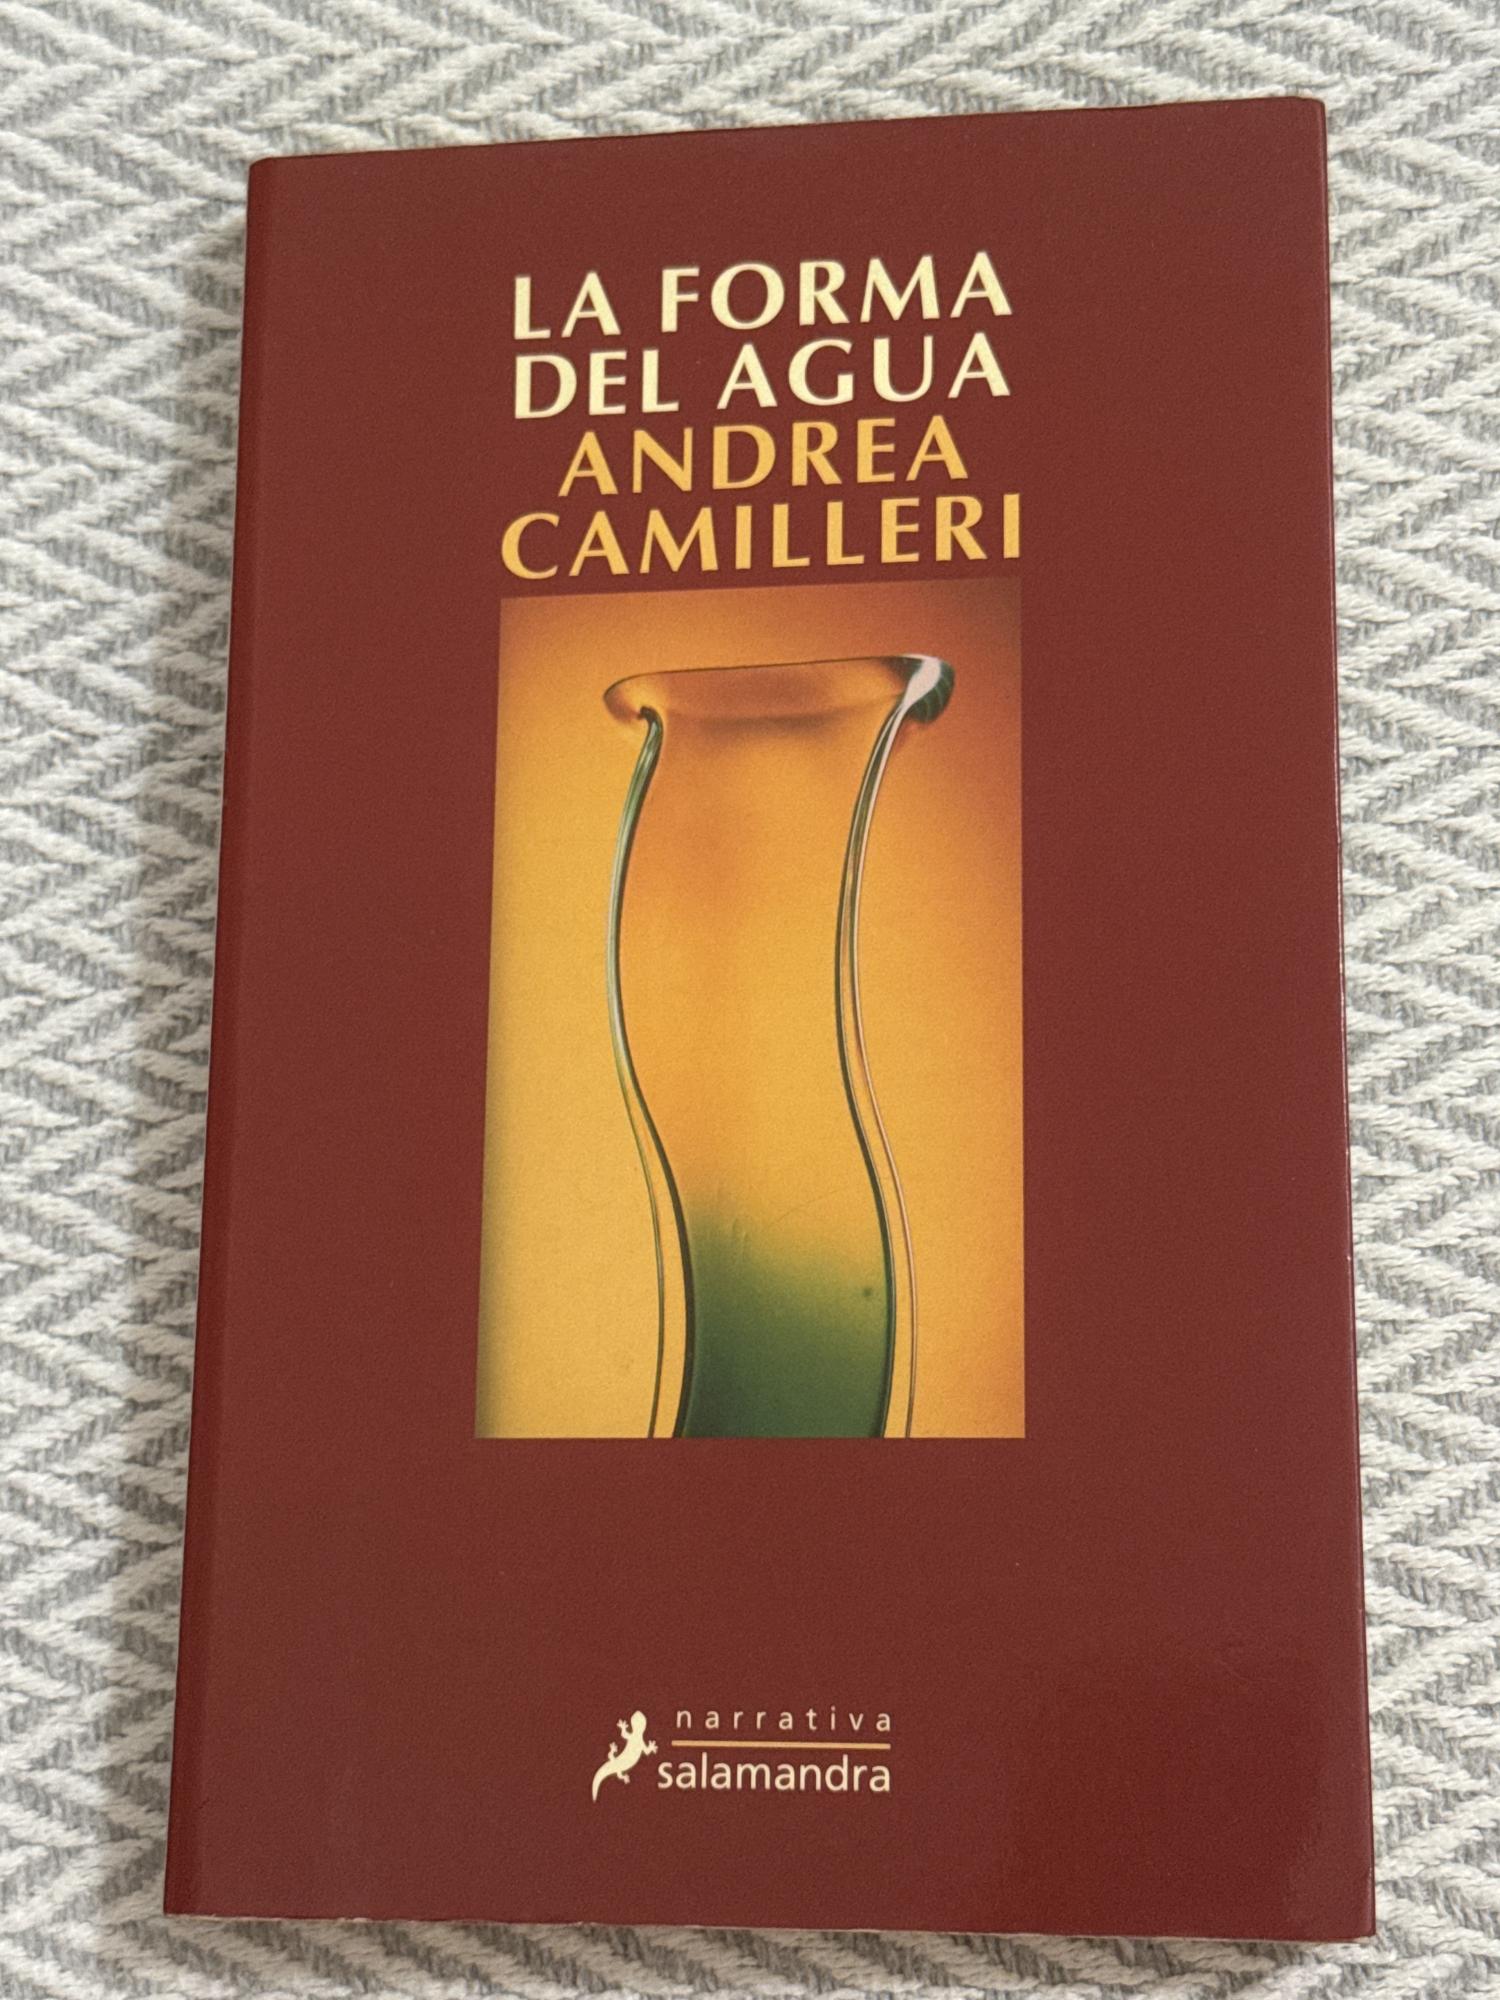 LA FORMA
DEL AGUA
ANDREA
CAMILLERI
narrativa
salamandra